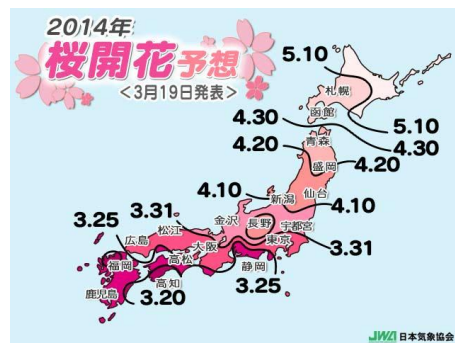 2014年
桜開花予想
<3月19日発表>
5.10
札幌
函館
4.30
5.10
青森
4.30
4.20
盛岡
4.20
仙台
4.10
新潟
4.10
金沢
長野
宇都宮
3.31
3.25
松江
東京
3.31
広島
大阪
福岡
高松
静岡
3.25
高知
鹿児島
3.20
JWA 日本気象協会